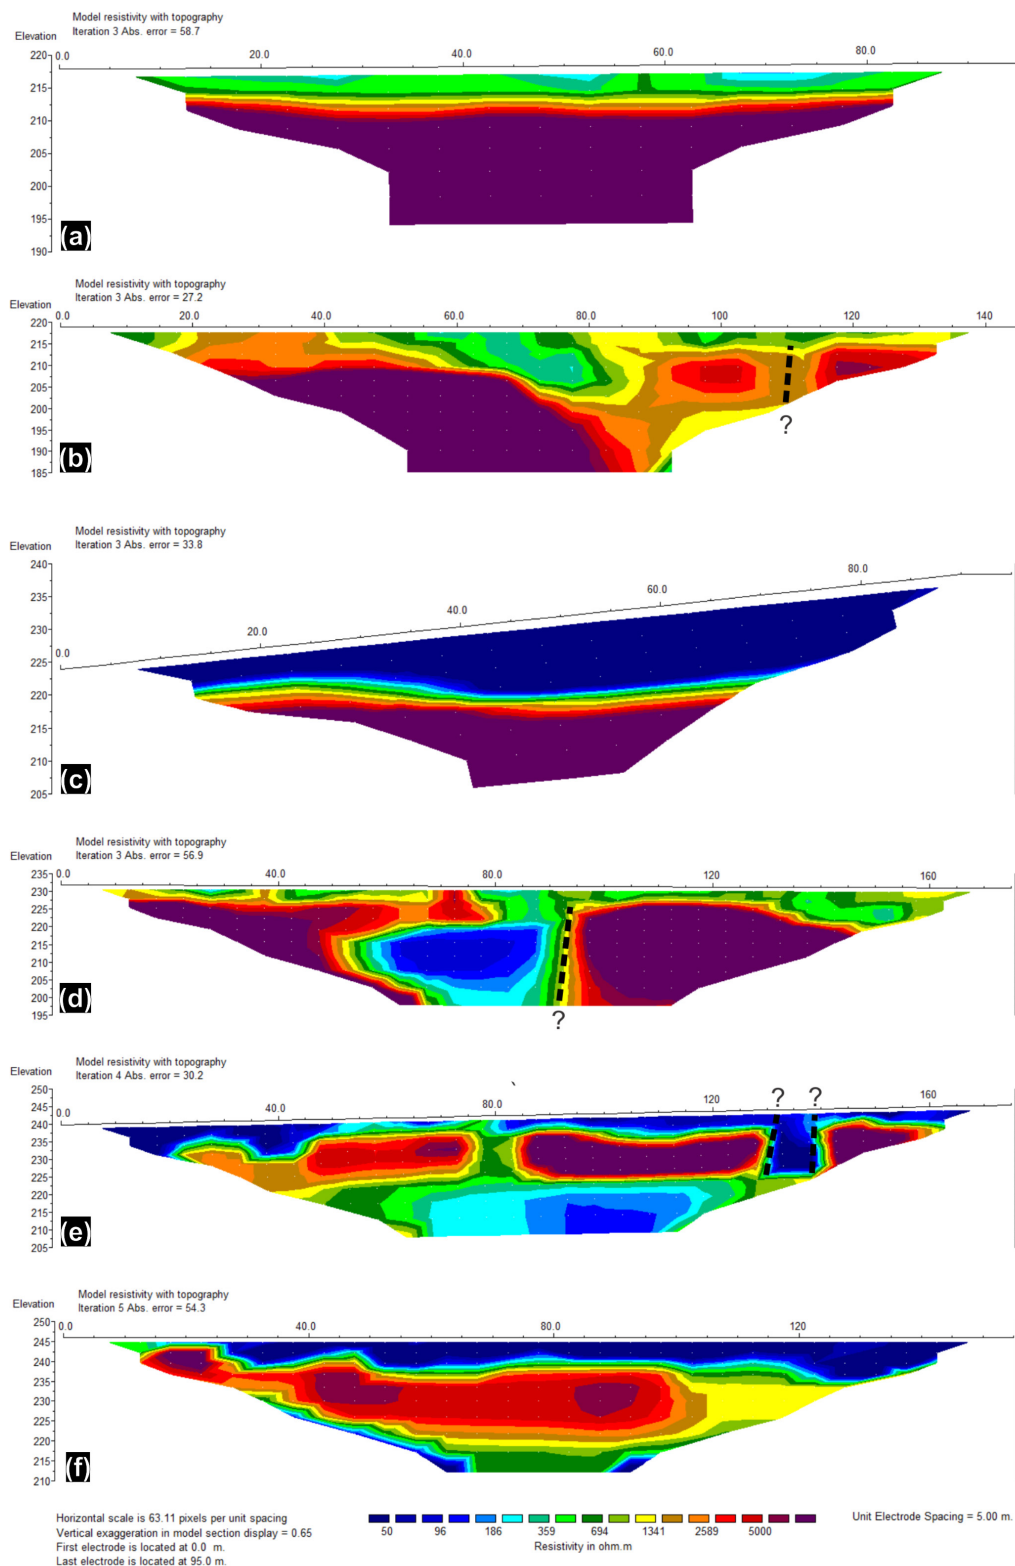 Model resistivity with topography
Iteration 3 Abs. error = 58.7
Elevation
0.0 20.0 40.0 60.0 80.0
220
215
210
205
200
195
190
(a)
Model resistivity with topography
Iteration 3 Abs. error = 27.2
Elevation
0.0 20.0 40.0 60.0 80.0 100 120 140
220
215
210
205
200
195
190
185
?
(b)
Model resistivity with topography
Iteration 3 Abs. error = 33.8
Elevation
0.0 20.0 40.0 60.0 80.0
240
235
230
225
220
215
210
205
(c)
Model resistivity with topography
Iteration 3 Abs. error = 56.9
Elevation
0.0 40.0 80.0 120 160
235
230
225
220
215
210
205
200
195
(d)
?
Model resistivity with topography
Iteration 4 Abs. error = 30.2
Elevation
0.0 40.0 80.0 120 160
? ?
250
245
240
235
230
225
220
215
210
205
(e)
Model resistivity with topography
Iteration 5 Abs. error = 54.3
Elevation
0.0 40.0 80.0 120
250
245
240
235
230
225
220
215
210
(f)
Horizontal scale is 63.11 pixels per unit spacing
Vertical exaggeration in model section display = 0.65
First electrode is located at 0.0 m.
Last electrode is located at 95.0 m.
50 96 186 359 694 1341 2589 5000
Resistivity in ohm.m
Unit Electrode Spacing = 5.00 m.